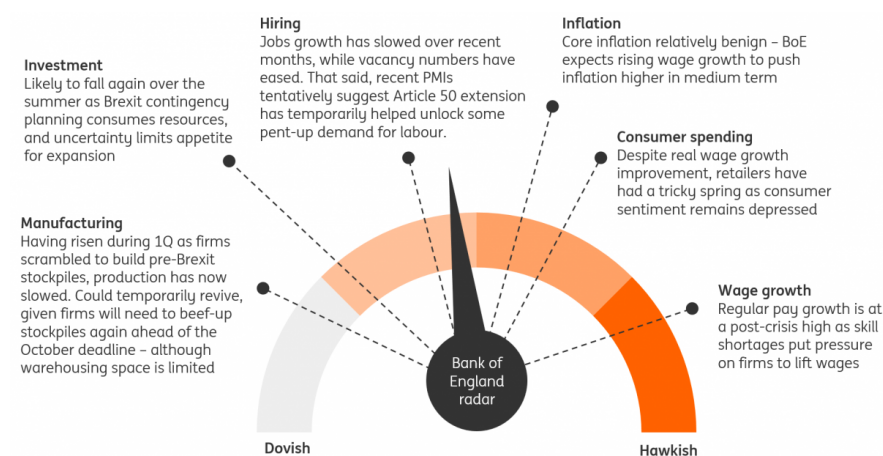 Hiring
Jobs growth has slowed over recent
months, while vacancy numbers have
eased. That said, recent PMIs
tentatively suggest Article 50 extension
has temporarily helped unlock some
pent-up demand for labour.
Inflation
Core inflation relatively benign – BoE
expects rising wage growth to push
inflation higher in medium term
Investment
Likely to fall again over the
summer as Brexit contingency
planning consumes resources,
and uncertainty limits appetite
for expansion
Consumer spending
Despite real wage growth
improvement, retailers have
had a tricky spring as consumer
sentiment remains depressed
Manufacturing
Having risen during 1Q as firms
scrambled to build pre-Brexit
stockpiles, production has now
slowed. Could temporarily revive,
given firms will need to beef-up
stockpiles again ahead of the
October deadline – although
warehousing space is limited
Wage growth
Regular pay growth is at
a post-crisis high as skill
shortages put pressure
on firms to lift wages
Bank of
England
radar
Dovish
Hawkish